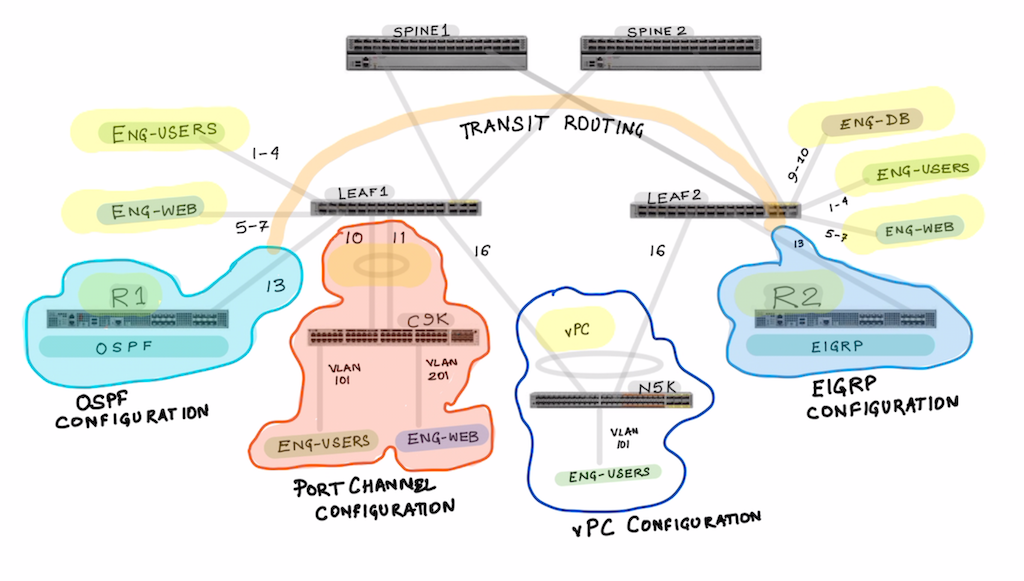 SPINE1
SPINE 2
ENG-USERS
1-4
TRANSIT ROUTING
ENG-DB
9-10
ENG-USERS
1-4
ENG-WEB
5-7
LEAF1
LEAF2
ENG-WEB
5-7
10
11
16
16
13
13
R1
OSPF
OSPF
CONFIGURATION
C9K
VLAN
101
VLAN
201
ENG-USERS
ENG-WEB
PORT CHANNEL
CONFIGURATION
vPC
N5K
VLAN
101
ENG-USERS
vPC CONFIGURATION
R2
EIGRP
EIGRP
CONFIGURATION